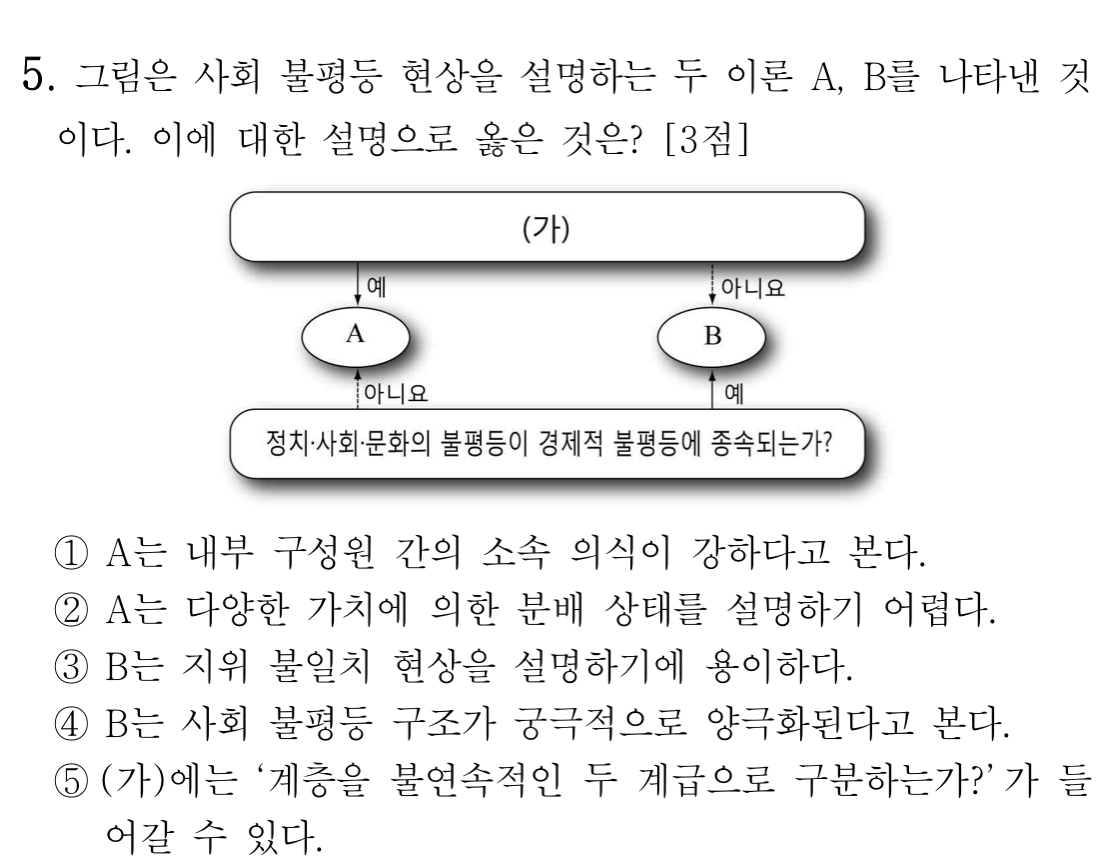 5. 그림은 사회 불평등 현상을 설명하는 두 이론 A, B를 나타낸 것
이다. 이에 대한 설명으로 옳은 것은? [3점]
(가)
예
아니요
A
B
아니요
예
정치·사회·문화의 불평등이 경제적 불평등에 종속되는가?
① A는 내부 구성원 간의 소속 의식이 강하다고 본다.
② A는 다양한 가치에 의한 분배 상태를 설명하기 어렵다.
③ B는 지위 불일치 현상을 설명하기에 용이하다.
④ B는 사회 불평등 구조가 궁극적으로 양극화된다고 본다.
⑤ (가)에는 ‘계층을 불연속적인 두 계급으로 구분하는가?’가 들
어갈 수 있다.